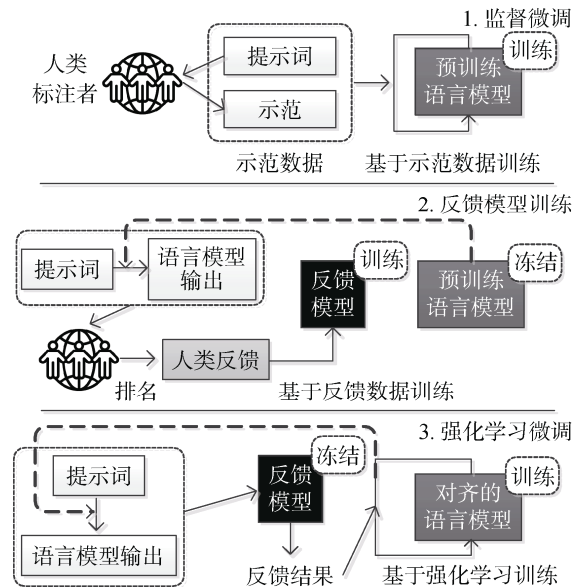 1. 监督微调
人类
标注者
提示词
示范
示范数据
训练
预训练
语言模型
基于示范数据训练
2. 反馈模型训练
提示词
语言模型
输出
训练
反馈
模型
冻结
预训练
语言模型
排名
人类反馈
基于反馈数据训练
3. 强化学习微调
提示词
语言模型输出
冻结
反馈
模型
反馈结果
训练
对齐的
语言模型
基于强化学习训练